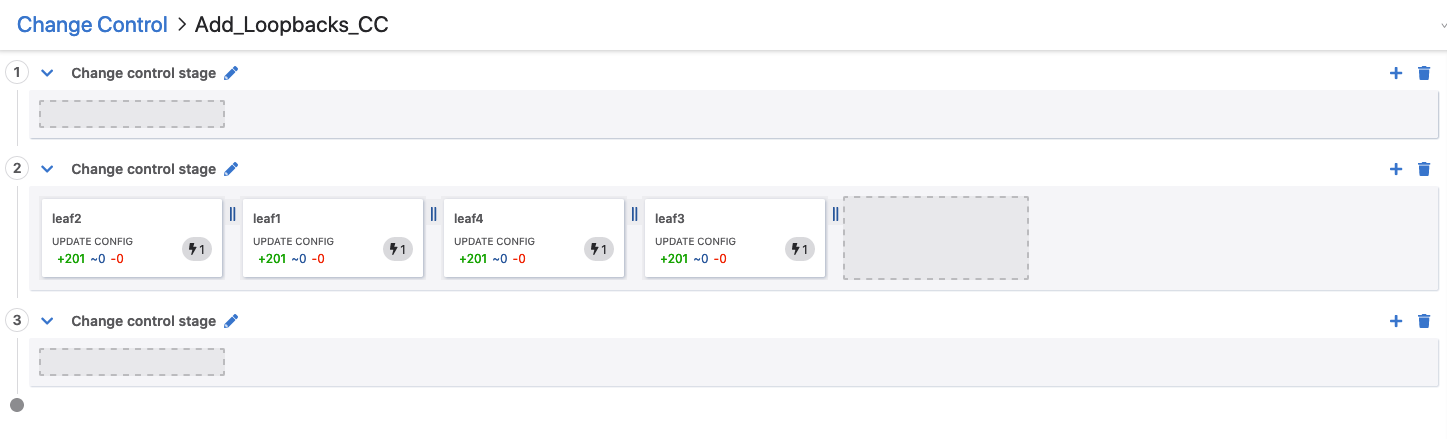 Change Control > Add_Loopbacks_CC
1 Change control stage
2 Change control stage
leaf2 leaf1 leaf4 leaf3
UPDATE CONFIG 1 UPDATE CONFIG 1 UPDATE CONFIG 1 UPDATE CONFIG 1
+201 ~0 -0 +201 ~0 -0 +201 ~0 -0 +201 ~0 -0
3 Change control stage